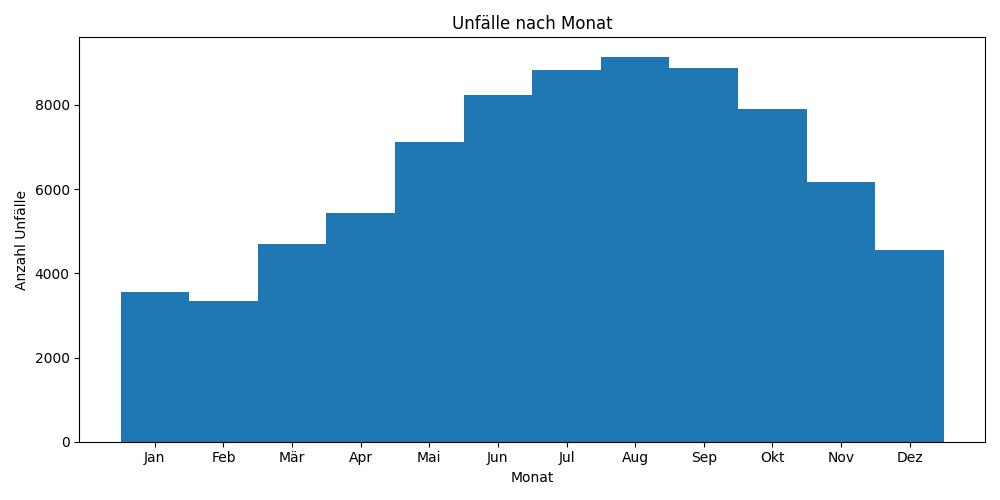 Unfälle nach Monat
Anzahl Unfälle
8000
6000
4000
2000
0
Jan Feb Mär Apr Mai Jun Jul Aug Sep Okt Nov Dez
Monat